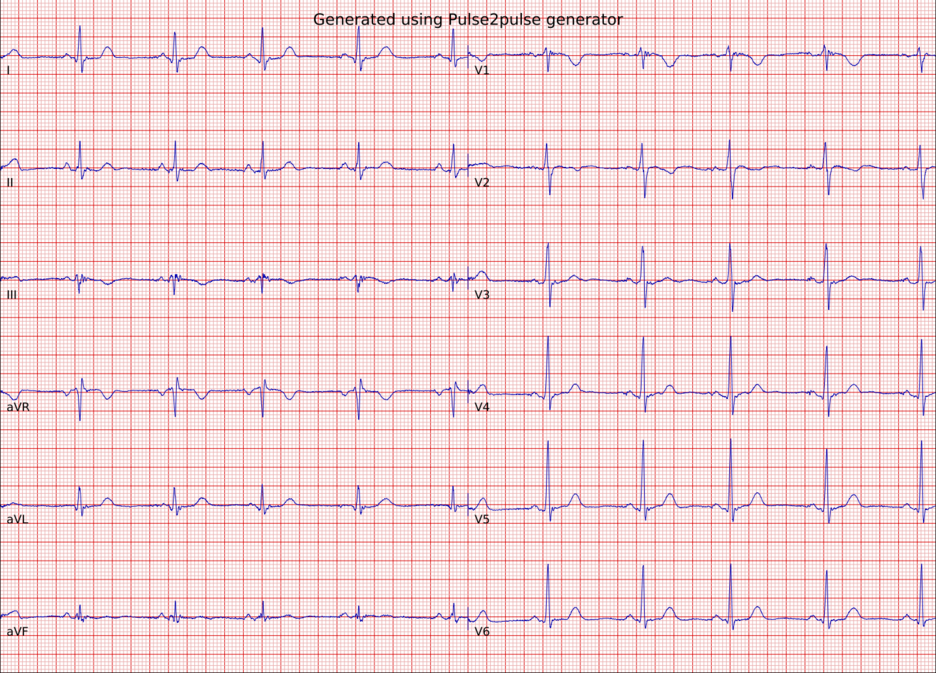 Generated using Pulse2pulse generator
I
V1
II
V2
III
V3
aVR
V4
aVL
V5
aVF
V6